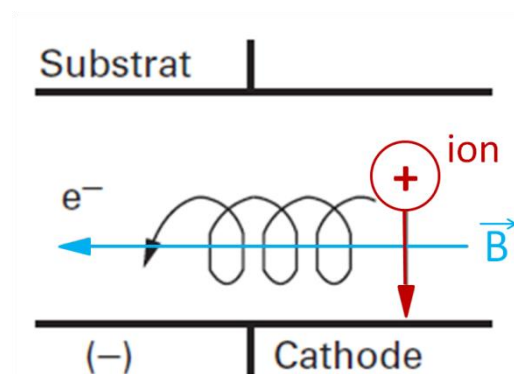 Substrat
ion
+
e⁻
B⃗
(–) Cathode